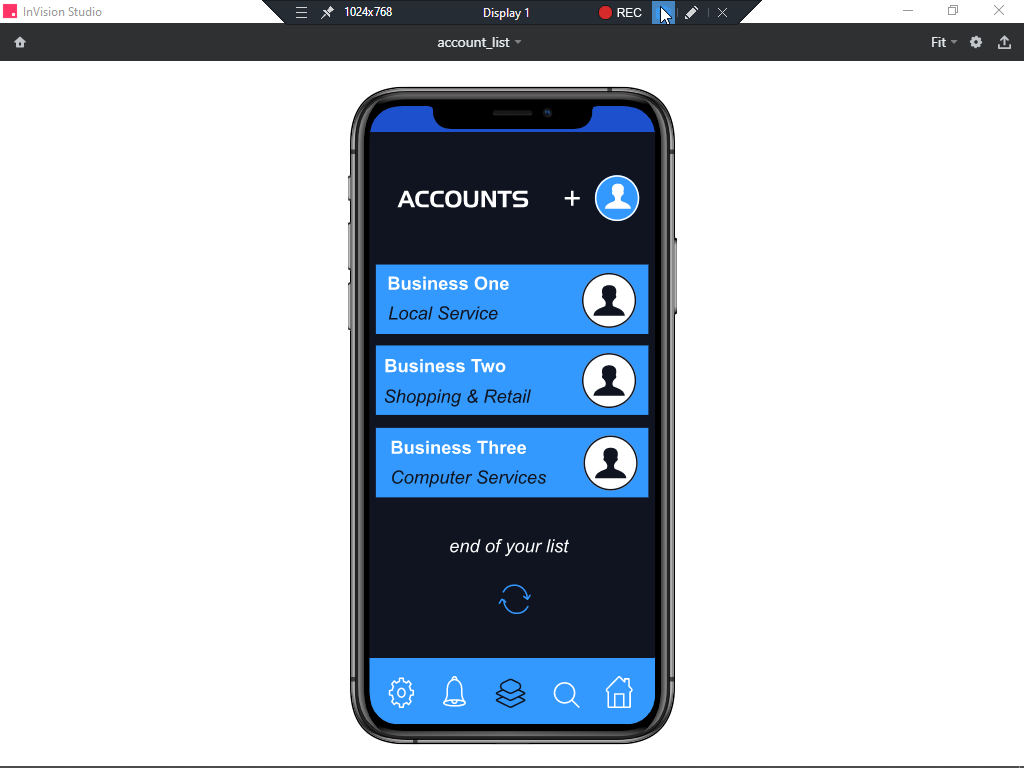 InVision Studio
1024x768
Display 1
REC
account_list
Fit
ACCOUNTS
+
Business One
Local Service
Business Two
Shopping & Retail
Business Three
Computer Services
end of your list